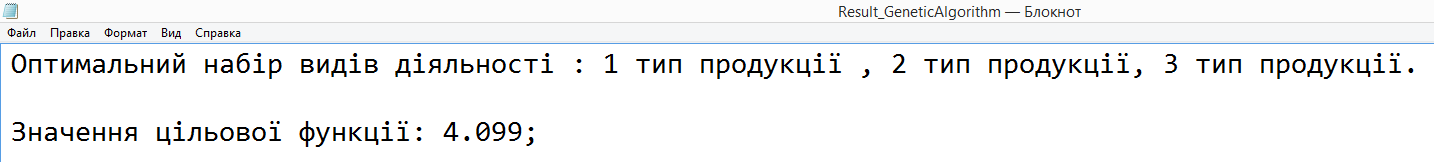 Result_GeneticAlgorithm — Блокнот
Файл Правка Формат Вид Справка
Оптимальний набір видів діяльності : 1 тип продукції , 2 тип продукції, 3 тип продукції.
Значення цільової функції: 4.099;